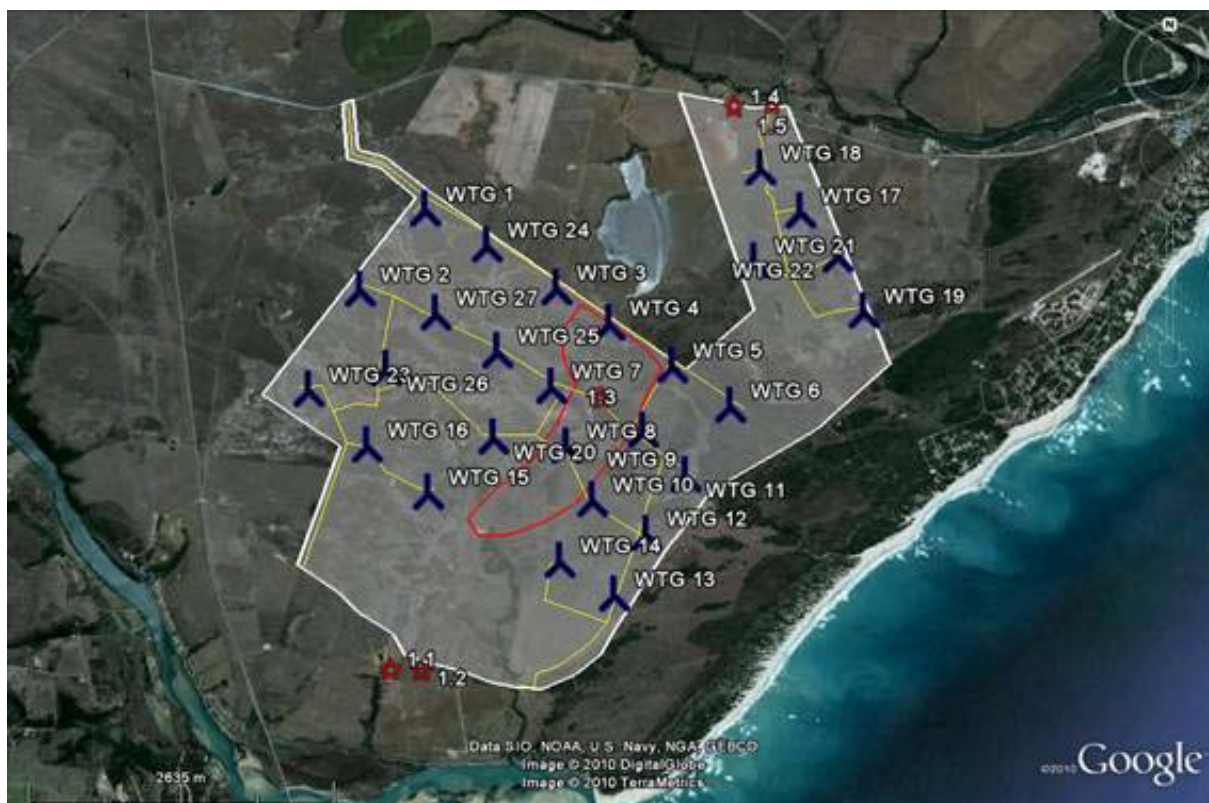 N
1.4
1.5
WTG 18
WTG 1
WTG 17
WTG 24
WTG 21
WTG 22
WTG 2
WTG 3
WTG 27
WTG 4
WTG 19
WTG 25
WTG 5
WTG 7
WTG 23
WTG 26
1.3
WTG 6
WTG 16
WTG 8
WTG 20
WTG 9
WTG 15
WTG 10
WTG 11
WTG 12
WTG 14
WTG 13
1.1
1.2
Data SIO, NOAA, U.S. Navy, NGA, GEBCO
Image © 2010 DigitalGlobe
Image © 2010 TerraMetrics
2635 m
©2010 Google